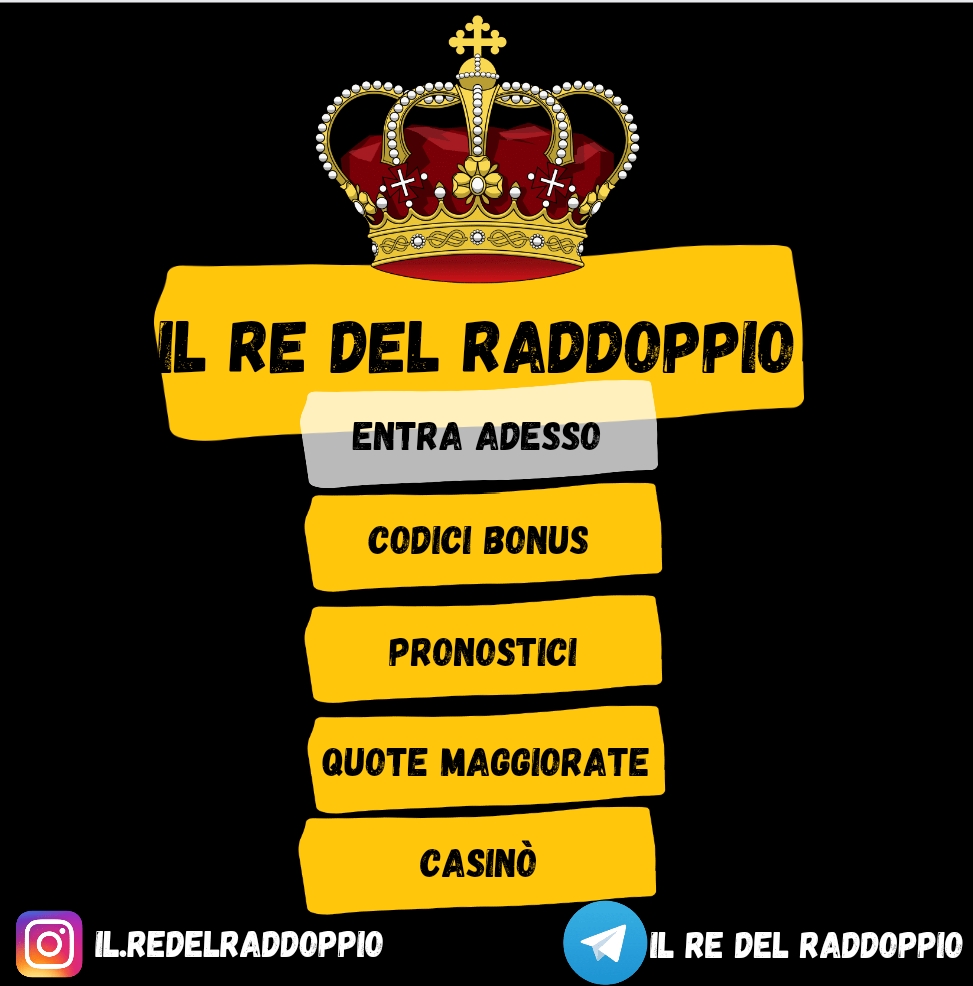 IL RE DEL RADDOPPIO
ENTRA ADESSO
CODICI BONUS
PRONOSTICI
QUOTE MAGGIORATE
CASINÒ
IL.REDELRADDOPPIO
IL RE DEL RADDOPPIO